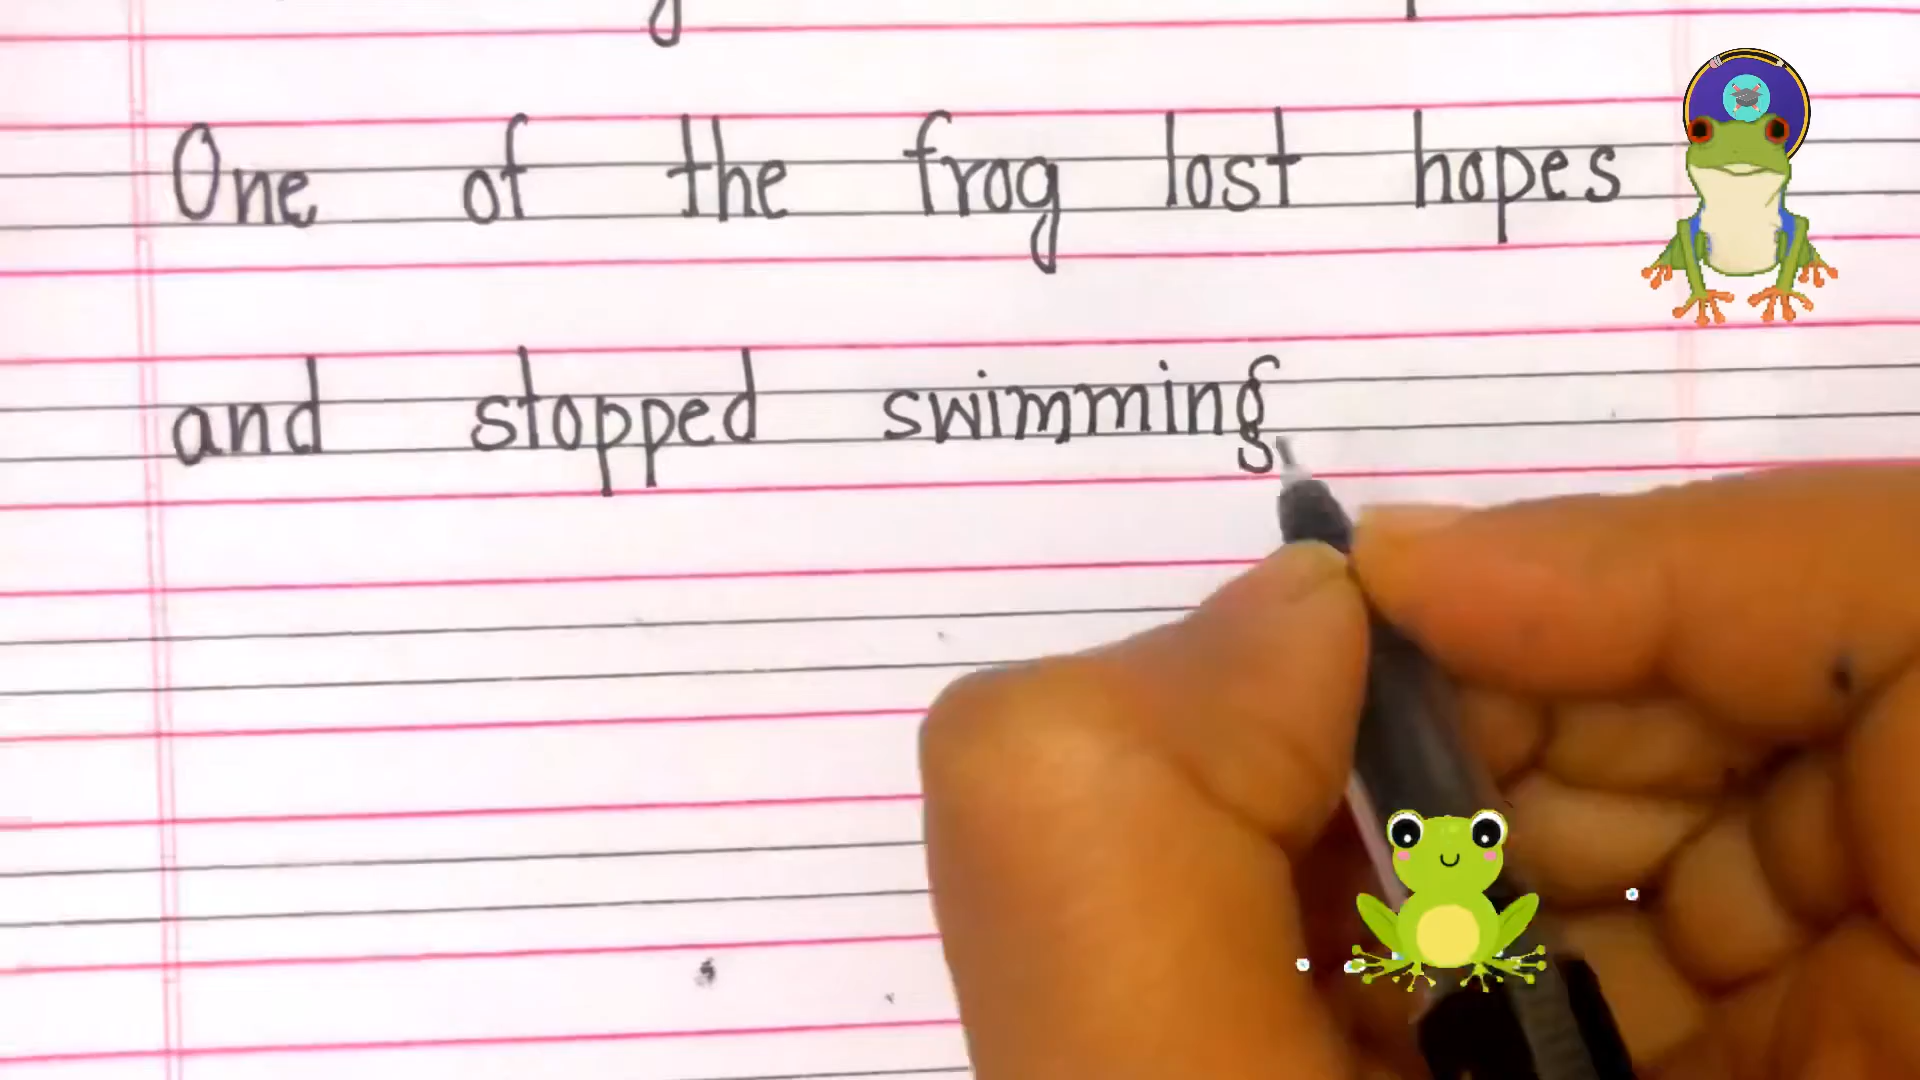 One of the frog lost hopes
and stopped swimming